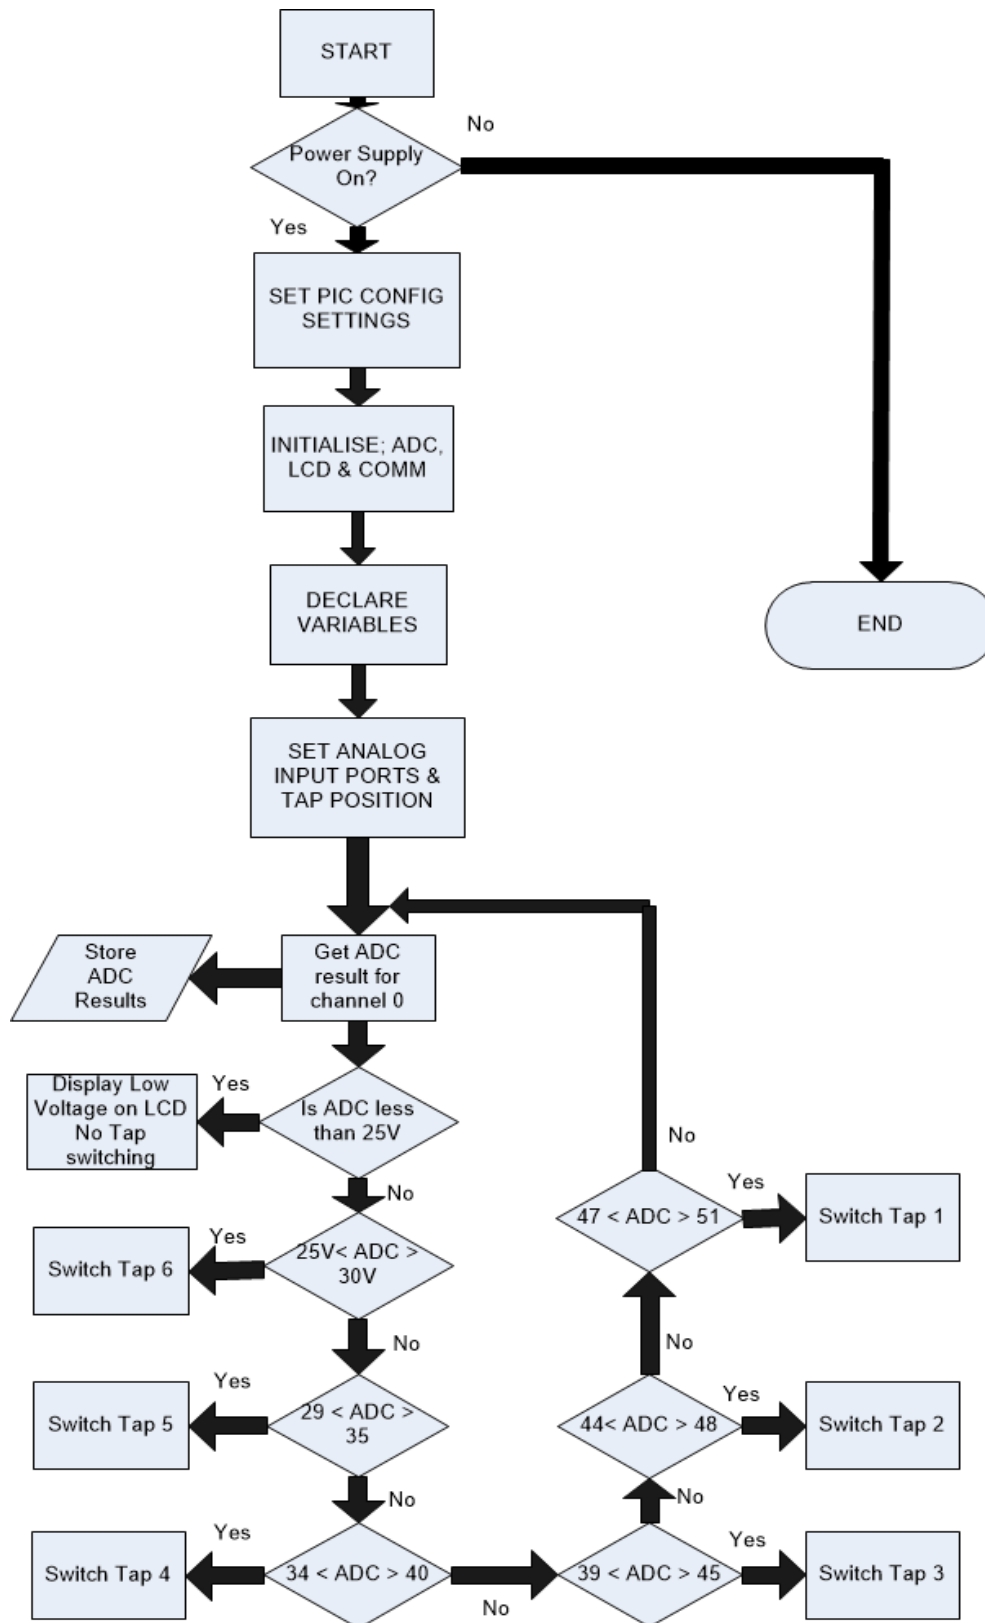 START
No
Power Supply
On?
Yes
SET PIC CONFIG
SETTINGS
INITIALISE; ADC,
LCD & COMM
DECLARE
VARIABLES
END
SET ANALOG
INPUT PORTS &
TAP POSITION
Store
ADC
Results
Get ADC
result for
channel 0
Display Low
Voltage on LCD
No Tap
switching
Yes
Is ADC less
than 25V
No
Switch Tap 6
Yes
25V< ADC >
30V
No
Switch Tap 5
Yes
29 < ADC >
35
No
Switch Tap 4
Yes
34 < ADC > 40
No
39 < ADC > 45
Yes
Switch Tap 3
No
44< ADC > 48
Yes
Switch Tap 2
No
47 < ADC > 51
Yes
Switch Tap 1
No